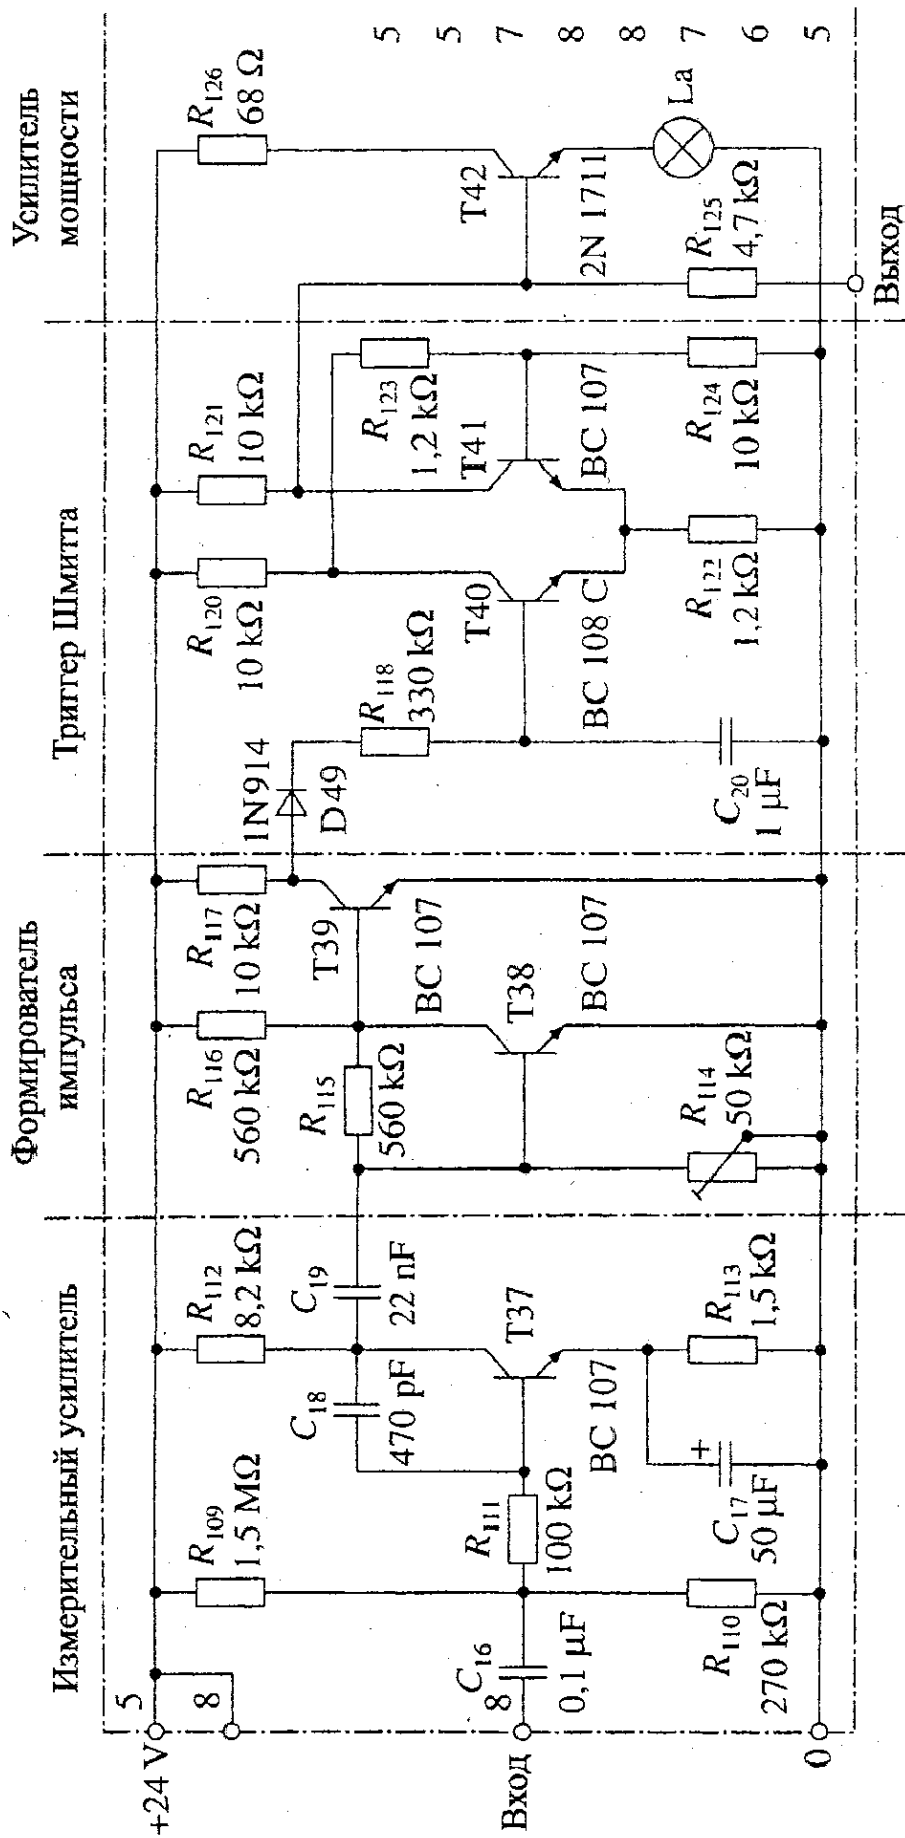 Измерительный усилитель
Формирователь
импульса
Триггер Шмитта
Усилитель
мощности
+24 V
5
8
Вход
8
0
C16
0,1 µF
R109
1,5 MΩ
R110
270 kΩ
R111
100 kΩ
C18
470 pF
R112
8,2 kΩ
C19
22 nF
T37
BC 107
C17
50 µF
+
R113
1,5 kΩ
R116
560 kΩ
R115
560 kΩ
R117
10 kΩ
T39
BC 107
T38
BC 107
R114
50 kΩ
1N914
D49
R118
330 kΩ
C20
1 µF
R120
10 kΩ
R121
10 kΩ
T40
BC 108 C
T41
BC 107
R123
1,2 kΩ
R122
1,2 kΩ
R124
10 kΩ
R126
68 Ω
T42
2N 1711
La
R125
4,7 kΩ
Выход
5
5
7
8
8
7
6
5